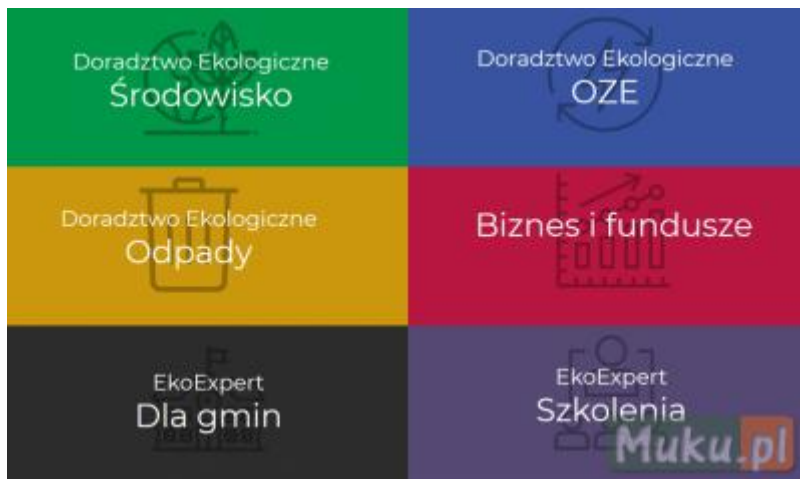 Doradztwo Ekologiczne
Środowisko
Doradztwo Ekologiczne
OZE
Doradztwo Ekologiczne
Odpady
Biznes i fundusze
EkoExpert
Dla gmin
EkoExpert
Szkolenia
Muku.pl